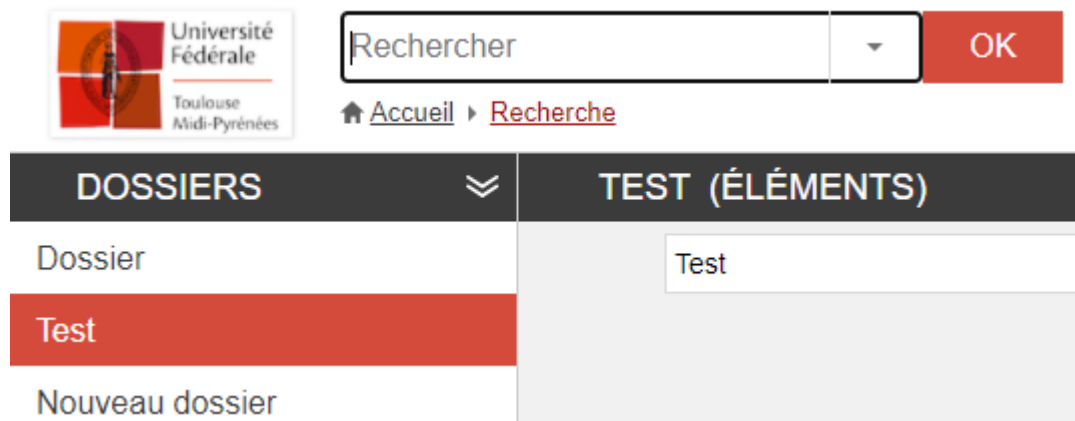 Université
Fédérale
Toulouse
Midi-Pyrénées
Rechercher
OK
Accueil Recherche
DOSSIERS
TEST (ÉLÉMENTS)
Dossier
Test
Test
Nouveau dossier